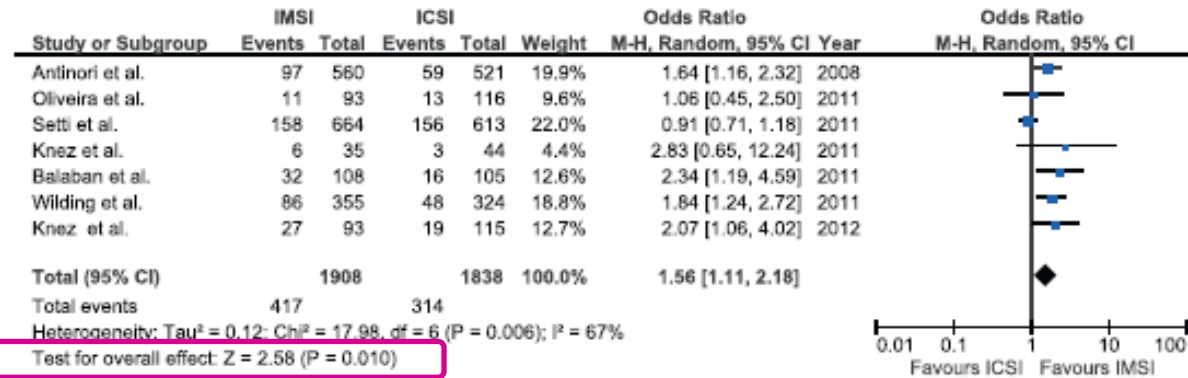 IMSI ICSI Odds Ratio Odds Ratio
Study or Subgroup Events Total Events Total Weight M-H, Random, 95% CI Year M-H, Random, 95% CI
Antinori et al. 97 560 59 521 19.9% 1.64 [1.16, 2.32] 2008
Oliveira et al. 11 93 13 116 9.6% 1.06 [0.45, 2.50] 2011
Setti et al. 158 664 156 613 22.0% 0.91 [0.71, 1.18] 2011
Knez et al. 6 35 3 44 4.4% 2.83 [0.65, 12.24] 2011
Balaban et al. 32 108 16 105 12.6% 2.34 [1.19, 4.59] 2011
Wilding et al. 86 355 48 324 18.8% 1.84 [1.24, 2.72] 2011
Knez et al. 27 93 19 115 12.7% 2.07 [1.06, 4.02] 2012
Total (95% CI) 1908 1838 100.0% 1.56 [1.11, 2.18]
Total events 417 314
Heterogeneity: Tau² = 0.12; Chi² = 17.98, df = 6 (P = 0.006); I² = 67%
Test for overall effect: Z = 2.58 (P = 0.010)
0.01 0.1 1 10 100
Favours ICSI Favours IMSI